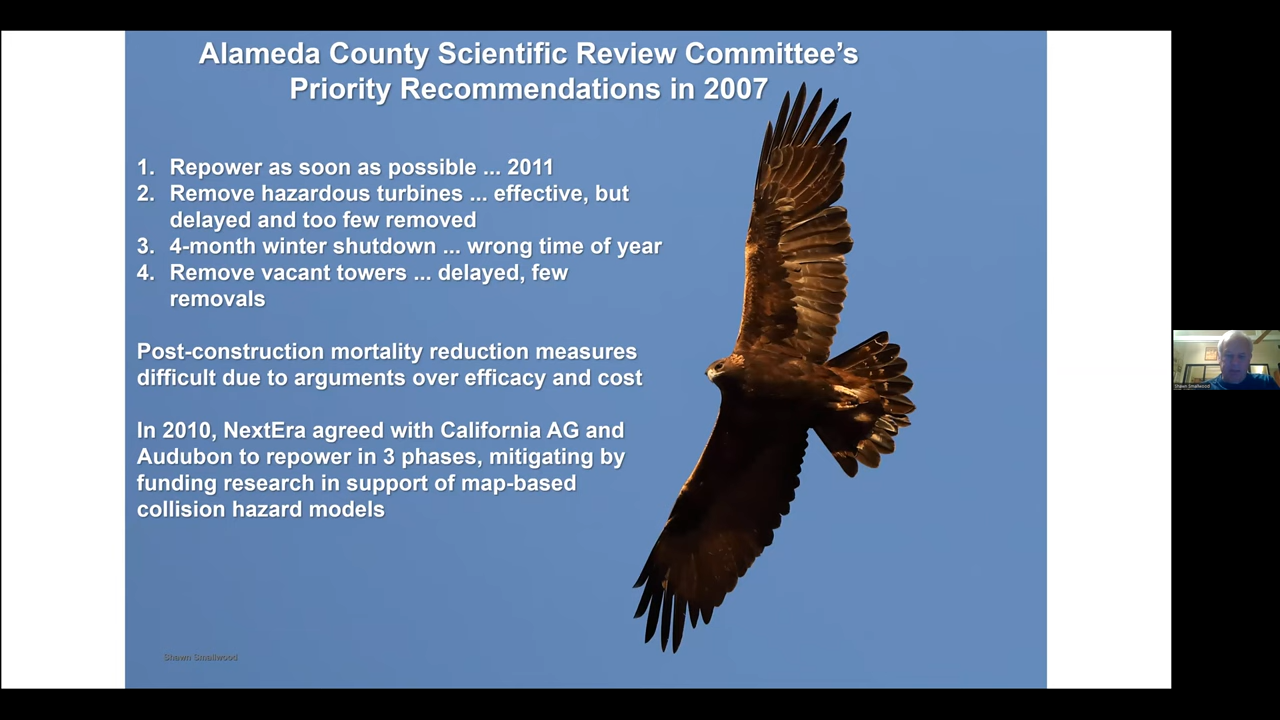 Alameda County Scientific Review Committee's
Priority Recommendations in 2007
1. Repower as soon as possible ... 2011
2. Remove hazardous turbines ... effective, but
delayed and too few removed
3. 4-month winter shutdown ... wrong time of year
4. Remove vacant towers ... delayed, few
removals
Post-construction mortality reduction measures
difficult due to arguments over efficacy and cost
In 2010, NextEra agreed with California AG and
Audubon to repower in 3 phases, mitigating by
funding research in support of map-based
collision hazard models
Shawn Smallwood
Shawn Smallwood